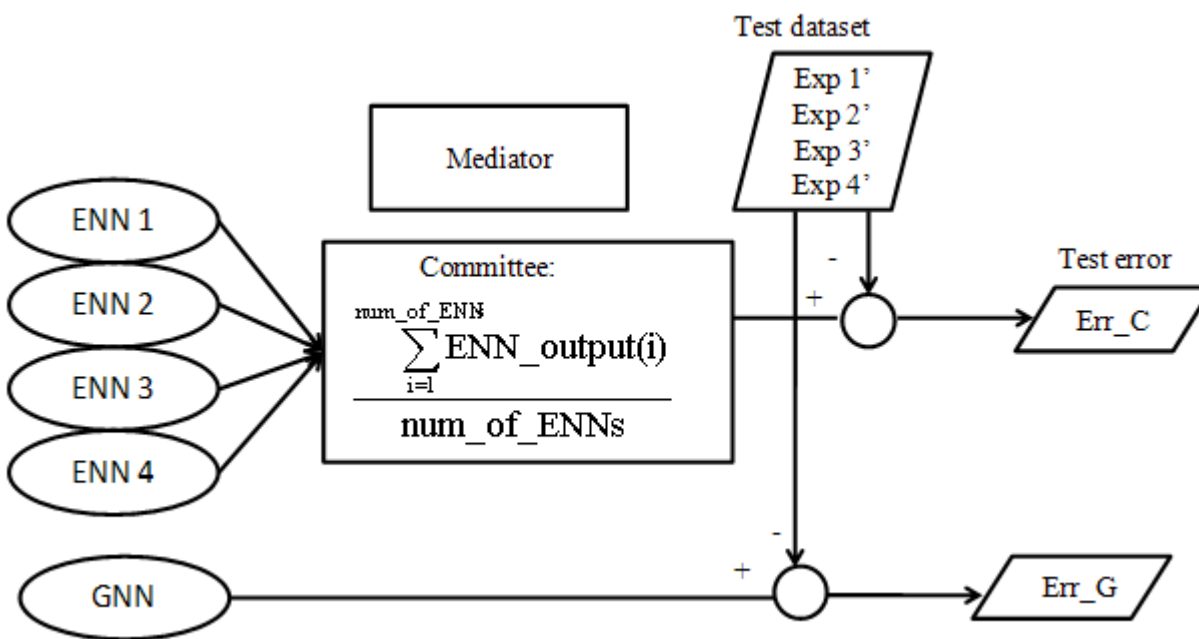 Test dataset
Exp 1’
Exp 2’
Exp 3’
Exp 4’
Mediator
ENN 1
ENN 2
ENN 3
ENN 4
Committee:
num_of_ENNs
∑ENN_output(i)
i=1
num_of_ENNs
-
+
Test error
Err_C
GNN
-
+
Err_G